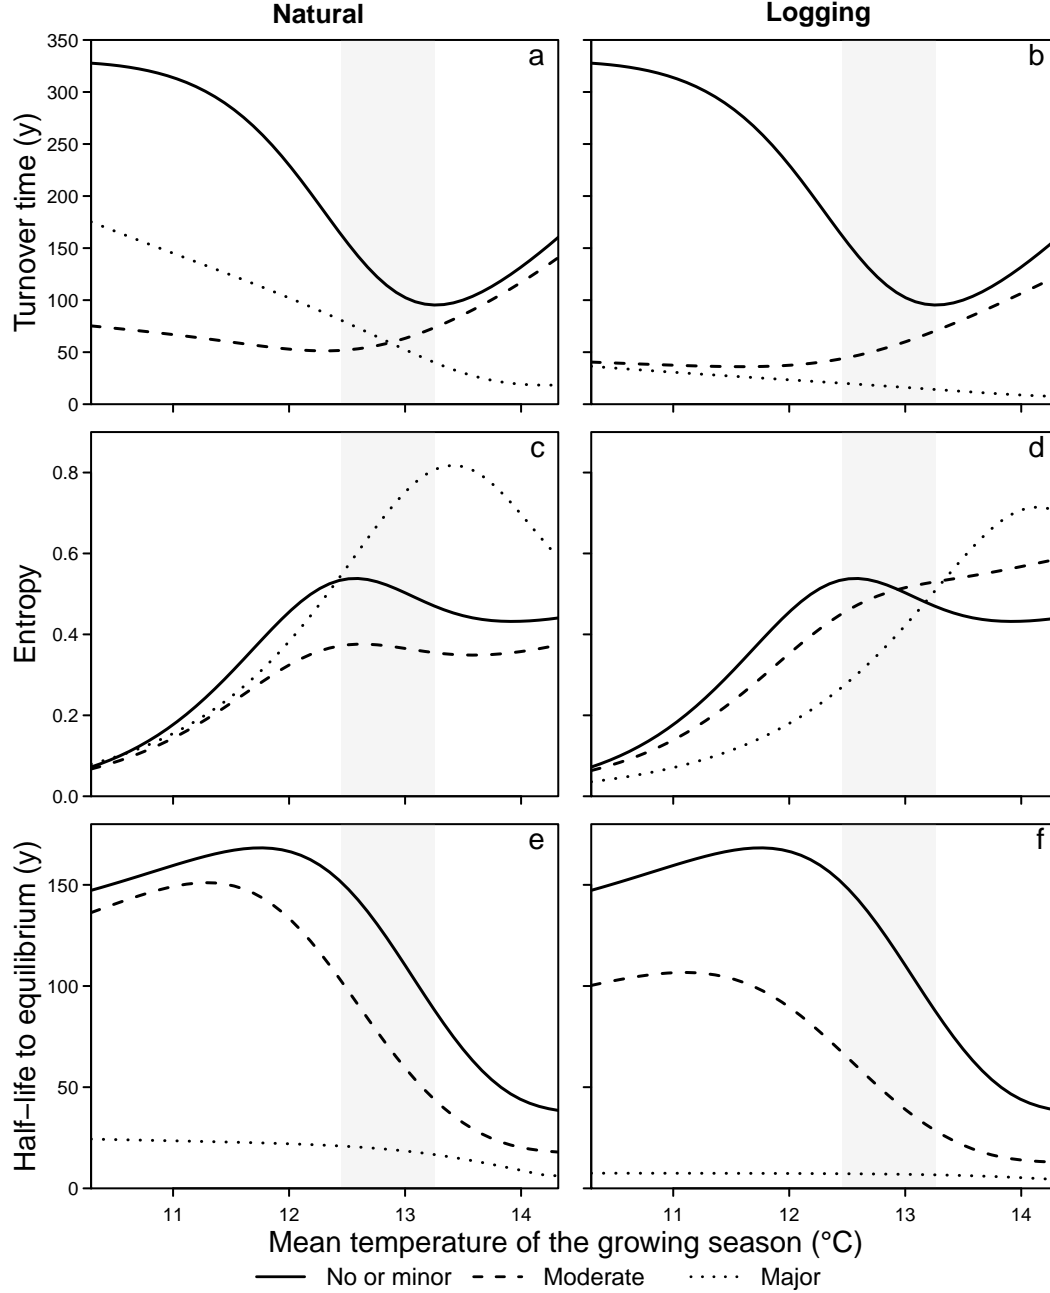 Natural Logging
a b
350
300
250
200
150
100
50
0
Turnover time (y)
c d
0.8
0.6
0.4
0.2
0.0
Entropy
e f
150
100
50
0
Half−life to equilibrium (y)
11 12 13 14 11 12 13 14
Mean temperature of the growing season (°C)
No or minor Moderate Major